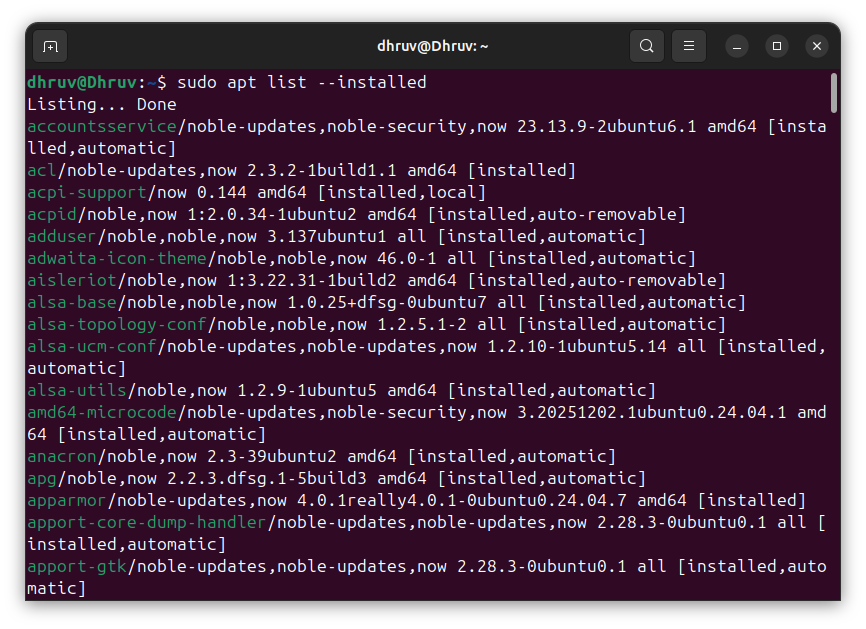 dhruv@Dhruv: ~
dhruv@Dhruv:~$ sudo apt list --installed
Listing... Done
accountsservice/noble-updates,noble-security,now 23.13.9-2ubuntu6.1 amd64 [insta
lled,automatic]
acl/noble-updates,now 2.3.2-1build1.1 amd64 [installed]
acpi-support/now 0.144 amd64 [installed,local]
acpid/noble,now 1:2.0.34-1ubuntu2 amd64 [installed,auto-removable]
adduser/noble,noble,now 3.137ubuntu1 all [installed,automatic]
adwaita-icon-theme/noble,noble,now 46.0-1 all [installed,automatic]
aisleriot/noble,now 1:3.22.31-1build2 amd64 [installed,auto-removable]
alsa-base/noble,noble,now 1.0.25+dfsg-0ubuntu7 all [installed,automatic]
alsa-topology-conf/noble,noble,now 1.2.5.1-2 all [installed,automatic]
alsa-ucm-conf/noble-updates,noble-updates,now 1.2.10-1ubuntu5.14 all [installed,
automatic]
alsa-utils/noble,now 1.2.9-1ubuntu5 amd64 [installed,automatic]
amd64-microcode/noble-updates,noble-security,now 3.20251202.1ubuntu0.24.04.1 amd
64 [installed,automatic]
anacron/noble,now 2.3-39ubuntu2 amd64 [installed,automatic]
apg/noble,now 2.2.3.dfsg.1-5build3 amd64 [installed,automatic]
apparmor/noble-updates,now 4.0.1really4.0.1-0ubuntu0.24.04.7 amd64 [installed]
apport-core-dump-handler/noble-updates,noble-updates,now 2.28.3-0ubuntu0.1 all [
installed,automatic]
apport-gtk/noble-updates,noble-updates,now 2.28.3-0ubuntu0.1 all [installed,auto
matic]